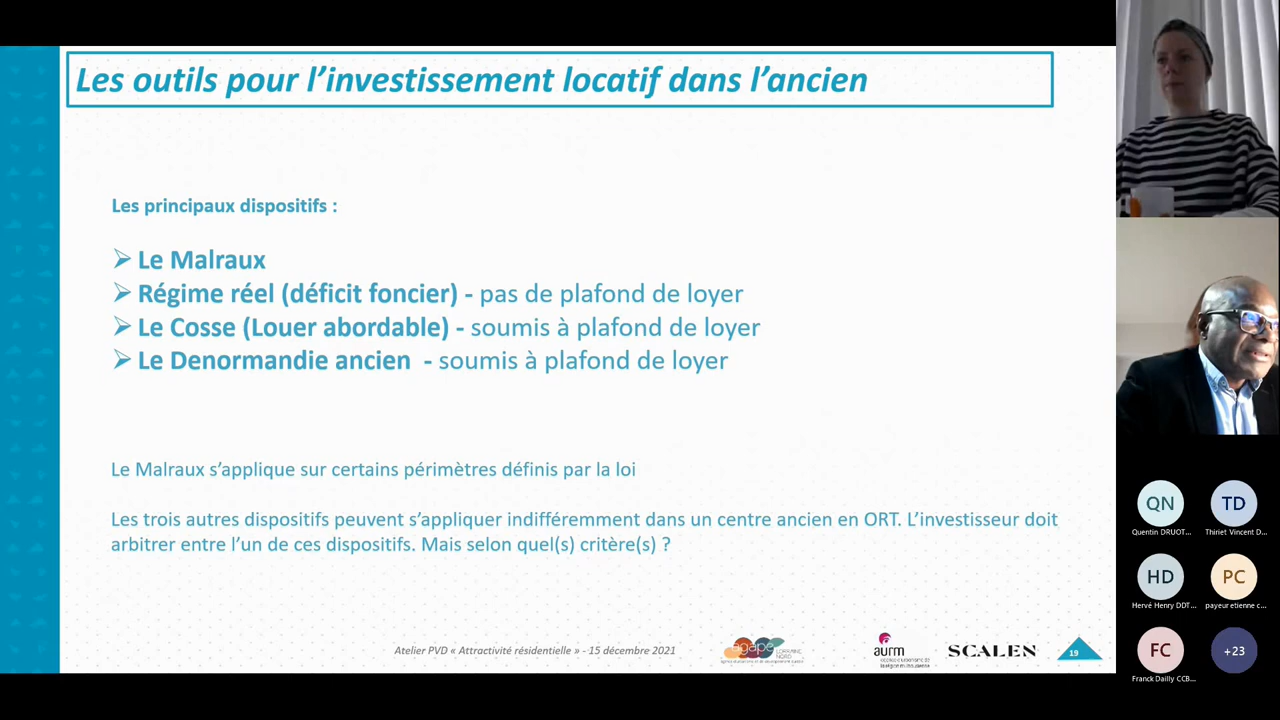 Les outils pour l’investissement locatif dans l’ancien
Les principaux dispositifs :
➢ Le Malraux
➢ Régime réel (déficit foncier) - pas de plafond de loyer
➢ Le Cosse (Louer abordable) - soumis à plafond de loyer
➢ Le Denormandie ancien - soumis à plafond de loyer
Le Malraux s’applique sur certains périmètres définis par la loi
Les trois autres dispositifs peuvent s’appliquer indifféremment dans un centre ancien en ORT. L’investisseur doit
arbitrer entre l’un de ces dispositifs. Mais selon quel(s) critère(s) ?
Atelier PVD « Attractivité résidentielle » - 15 décembre 2021
agape
LORRAINE
NORD
aurm
SCALEN
19
QN
TD
Quentin DRUOT...
Thiriet Vincent D...
HD
PC
Hervé Henry DDT...
payeur etienne c...
FC
+23
Franck Dailly CCB...